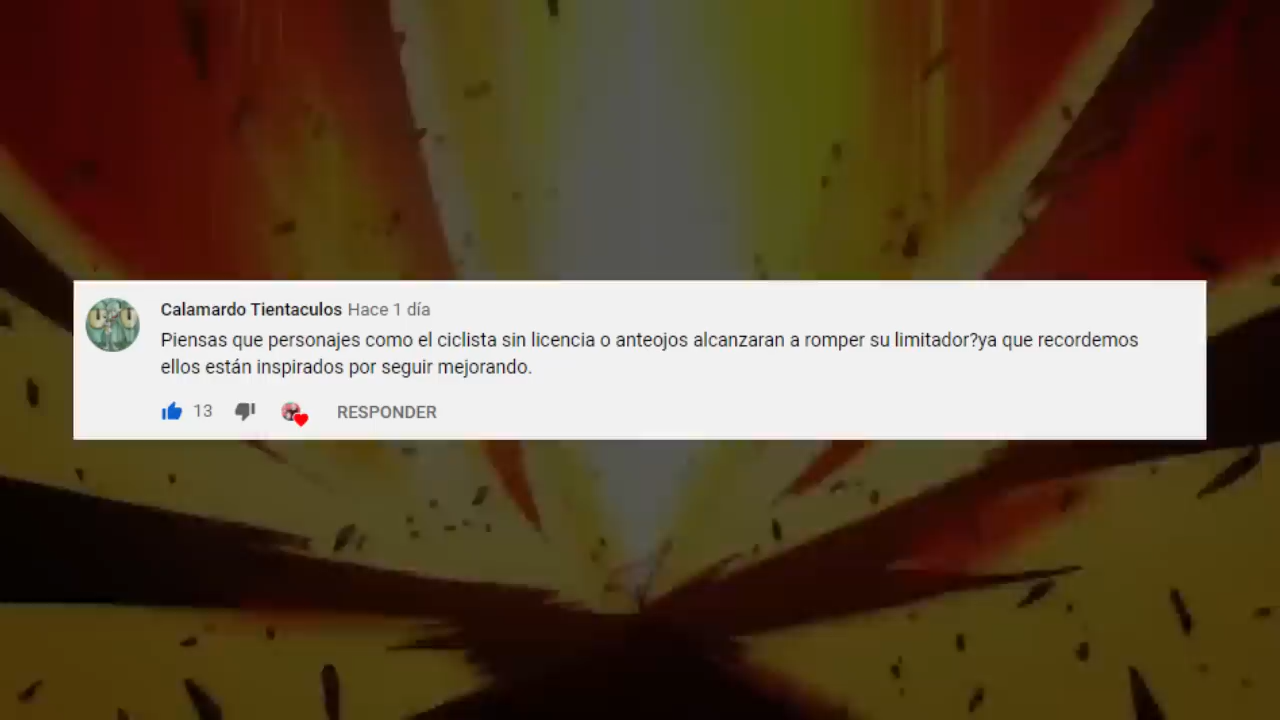 Calamardo Tientaculos Hace 1 día
Piensas que personajes como el ciclista sin licencia o anteojos alcanzaran a romper su limitador?ya que recordemos
ellos están inspirados por seguir mejorando.
13 RESPONDER